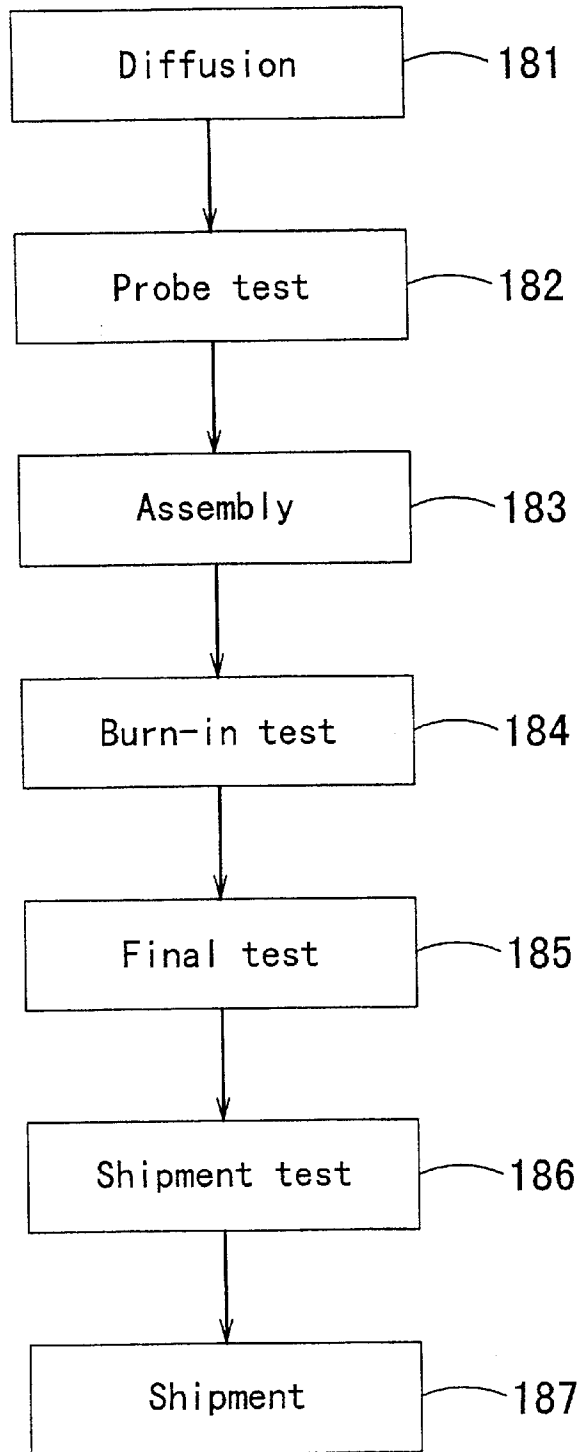 Diffusion 181
Probe test 182
Assembly 183
Burn-in test 184
Final test 185
Shipment test 186
Shipment 187